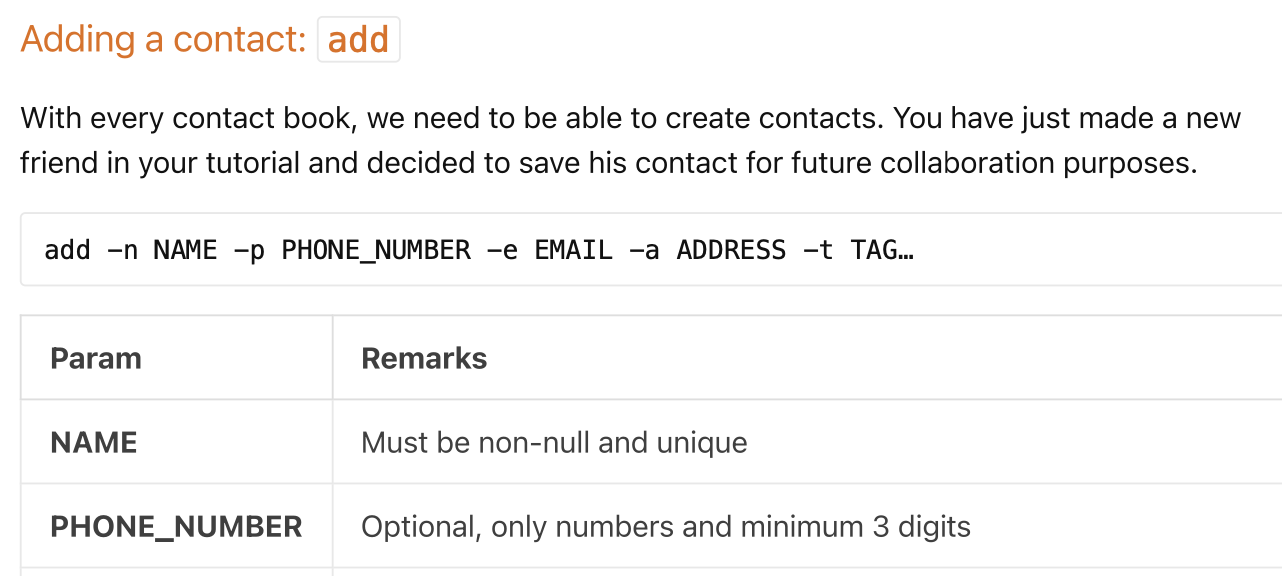 Adding a contact: add
With every contact book, we need to be able to create contacts. You have just made a new
friend in your tutorial and decided to save his contact for future collaboration purposes.
add -n NAME -p PHONE_NUMBER -e EMAIL -a ADDRESS -t TAG…
Param Remarks
NAME Must be non-null and unique
PHONE_NUMBER Optional, only numbers and minimum 3 digits